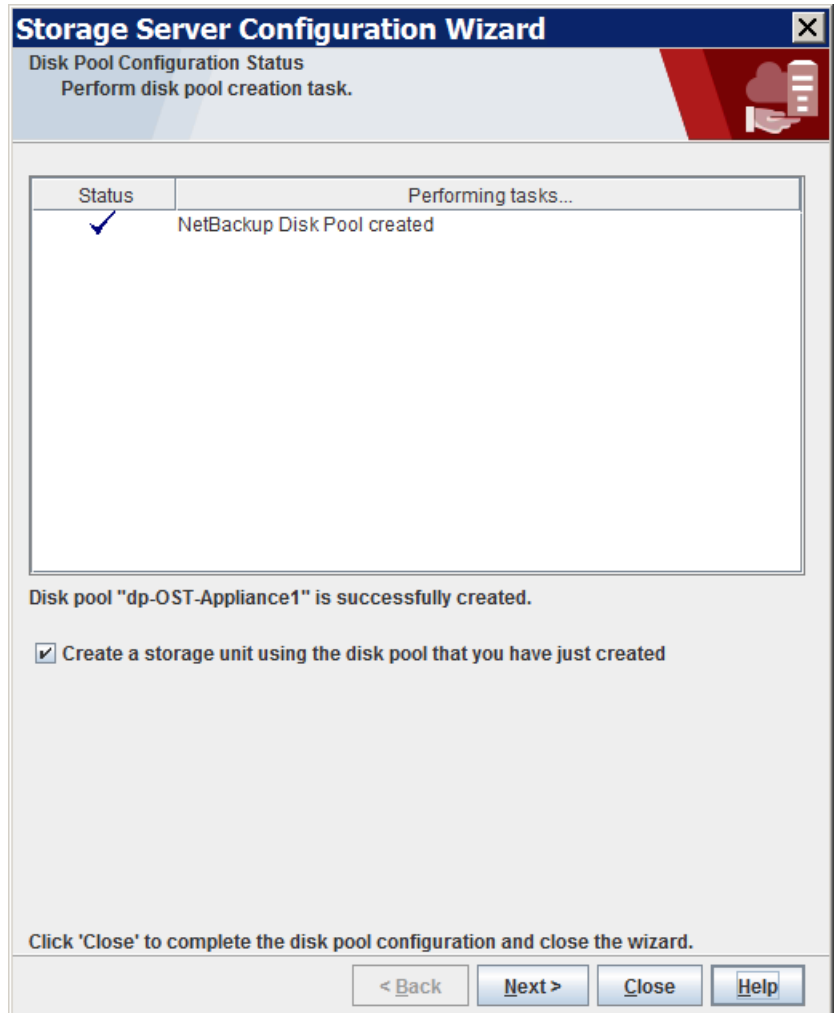 Storage Server Configuration Wizard
Disk Pool Configuration Status
Perform disk pool creation task.
Status Performing tasks...
NetBackup Disk Pool created
Disk pool "dp-OST-Appliance1" is successfully created.
Create a storage unit using the disk pool that you have just created
Click 'Close' to complete the disk pool configuration and close the wizard.
< Back Next > Close Help